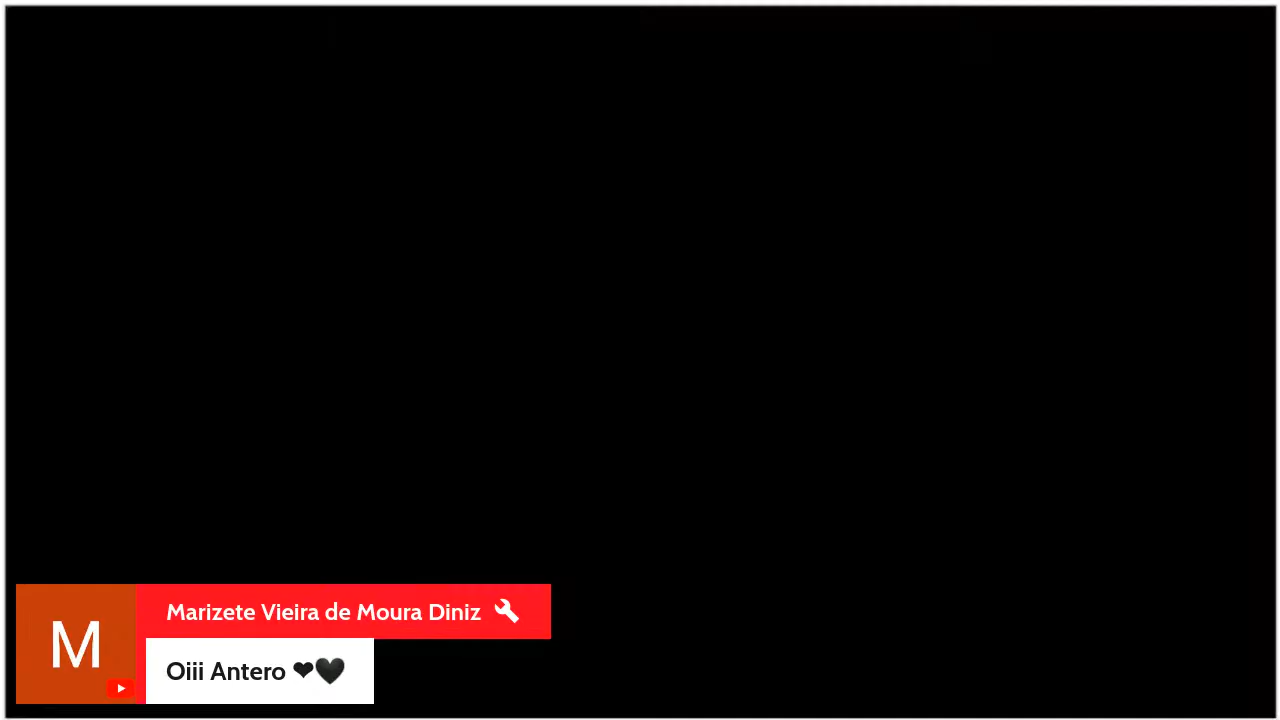 M
Marizete Vieira de Moura Diniz 🔧
Oiii Antero ❤🖤